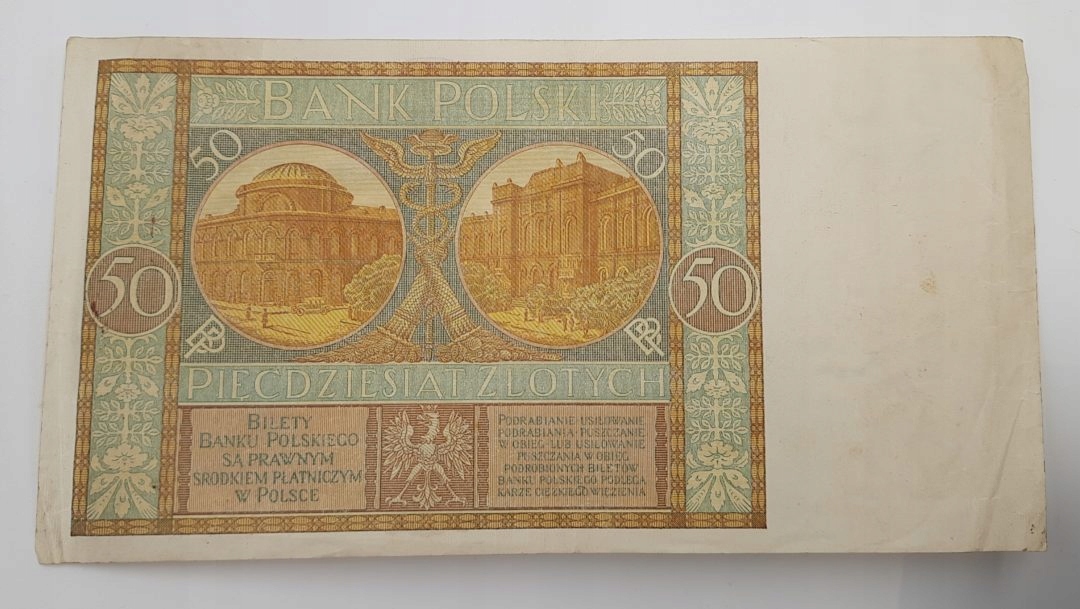 BANK POLSKI
50 50
50 50
PIĘĆDZIESIĄT ZŁOTYCH
BILETY
BANKU POLSKIEGO
SĄ PRAWNYM
ŚRODKIEM PŁATNICZYM
W POLSCE
PODRABIANIE USIŁOWANIE
PODRABIANIA PUSZCZANIE
W OBIEG LUB USIŁOWANIE
PUSZCZANIA W OBIEG
PODROBIONYCH BILETÓW
BANKU POLSKIEGO PODLEGA
KARZE CIĘŻKIEGO WIĘZIENIA